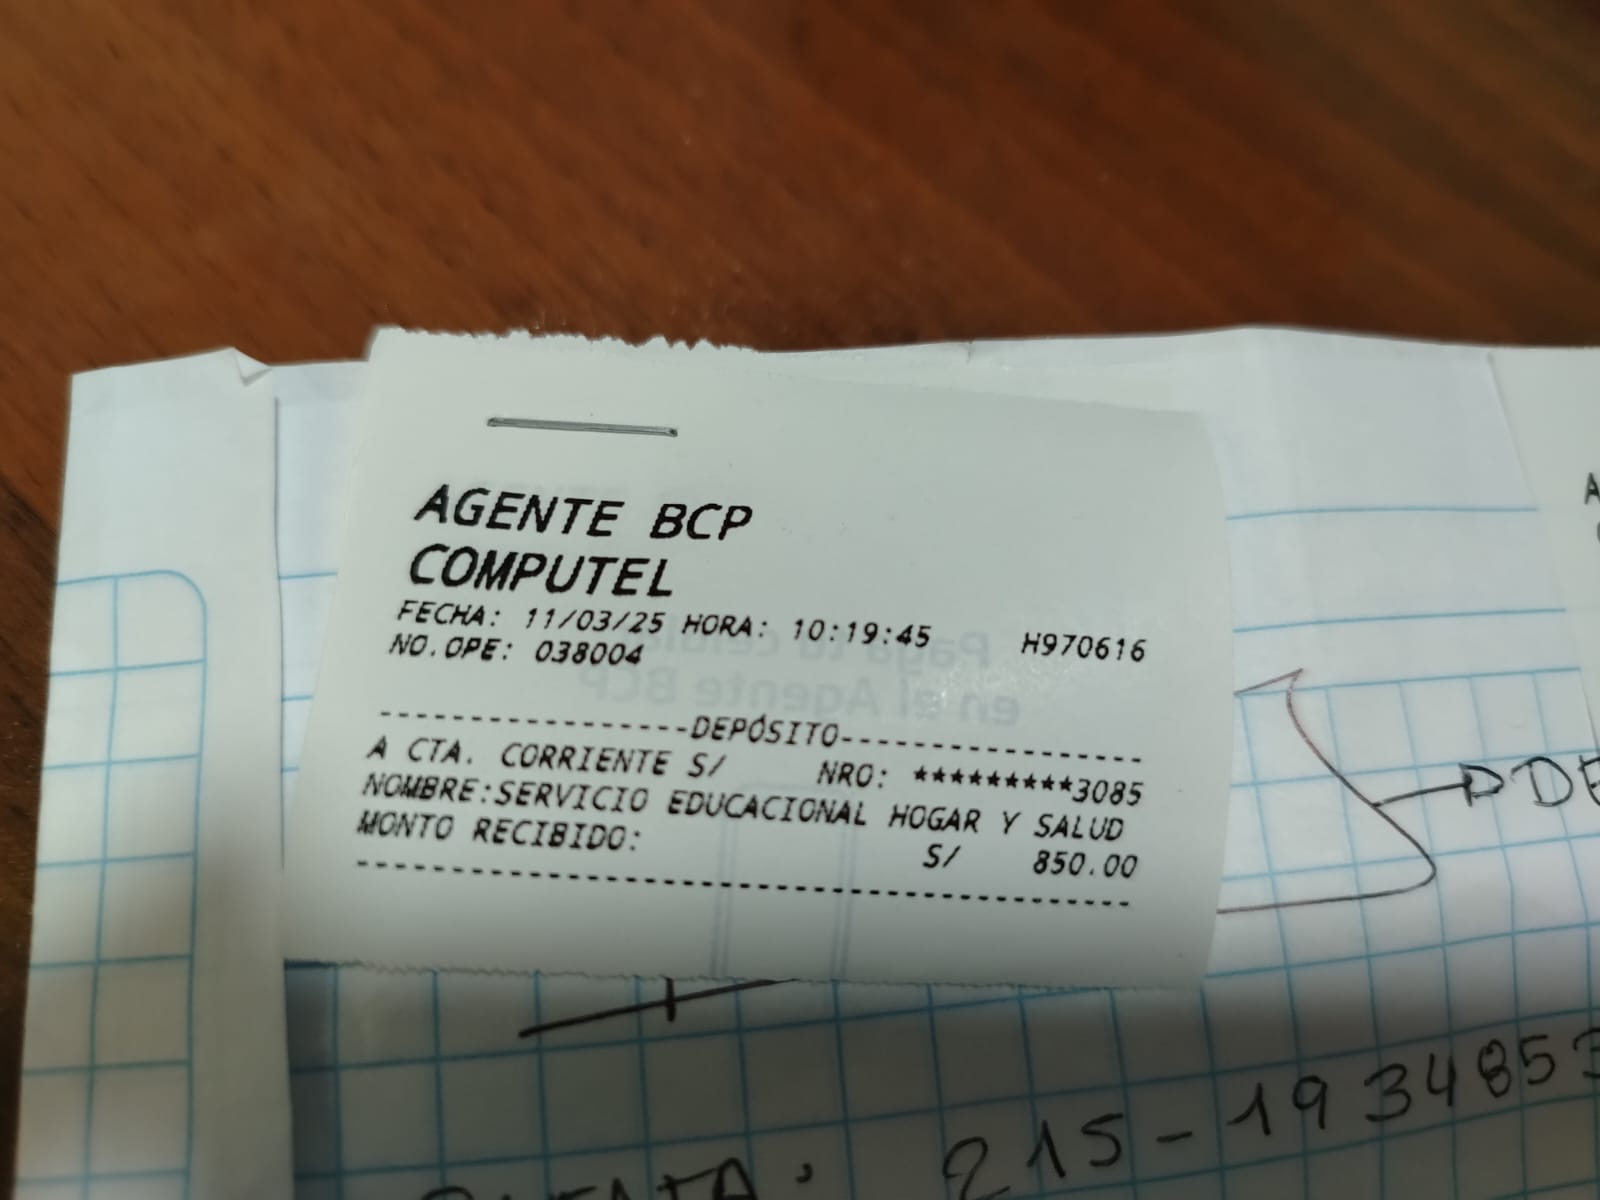 AGENTE BCP
COMPUTEL
FECHA: 11/03/25 HORA: 10:19:45 H970616
NO.OPE: 038004
-----------------DEPÓSITO-----------------
A CTA. CORRIENTE S/ NRO: *********3085
NOMBRE:SERVICIO EDUCACIONAL HOGAR Y SALUD
MONTO RECIBIDO: S/ 850.00
215-1934853